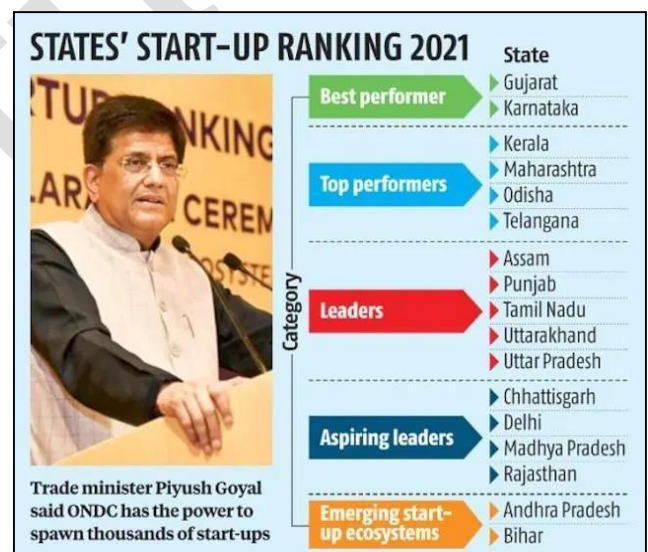 STATES' START-UP RANKING 2021
State
Best performer
Gujarat
Karnataka
Top performers
Kerala
Maharashtra
Odisha
Telangana
Category
Leaders
Assam
Punjab
Tamil Nadu
Uttarakhand
Uttar Pradesh
Aspiring leaders
Chhattisgarh
Delhi
Madhya Pradesh
Rajasthan
Emerging start-
up ecosystems
Andhra Pradesh
Bihar
NKING
CEREM
Trade minister Piyush Goyal
said ONDC has the power to
spawn thousands of start-ups